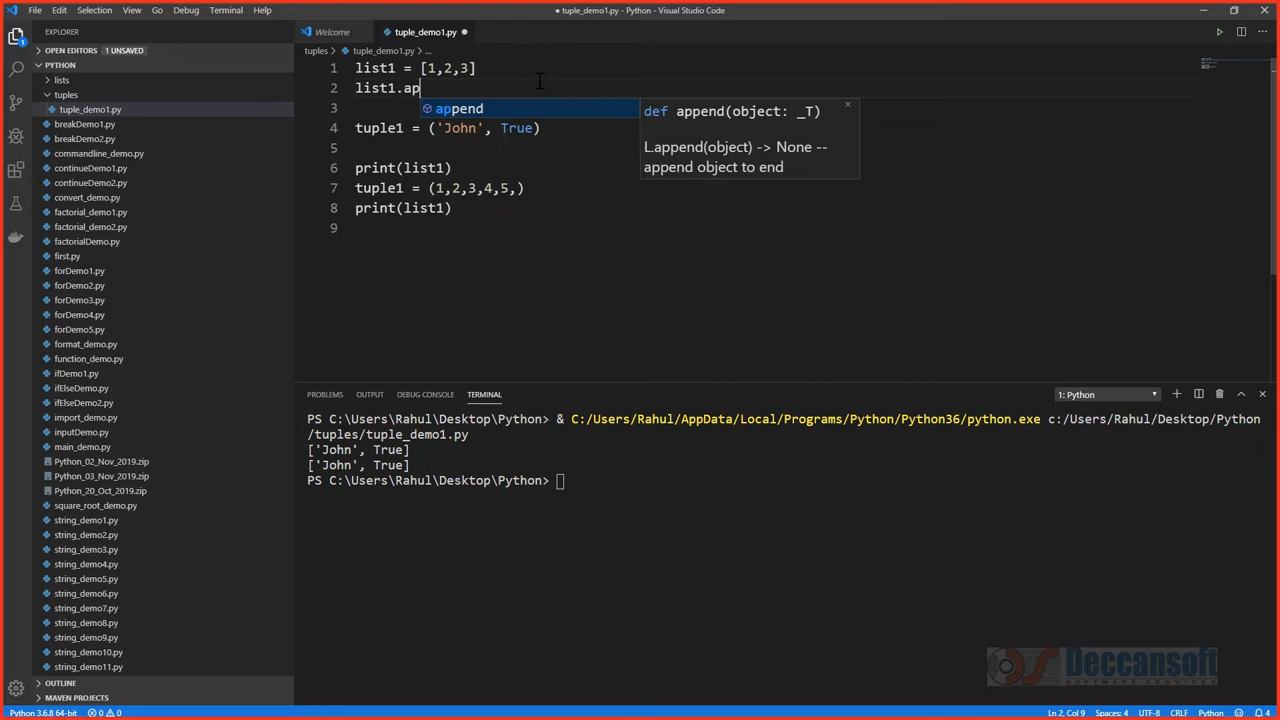 File Edit Selection View Go Debug Terminal Help
● tuple_demo1.py - Python - Visual Studio Code
EXPLORER
OPEN EDITORS 1 UNSAVED
PYTHON
lists
tuples
tuple_demo1.py
breakDemo1.py
breakDemo2.py
commandline_demo.py
continueDemo1.py
continueDemo2.py
convert_demo.py
factorial_demo1.py
factorial_demo2.py
factorialDemo.py
first.py
forDemo1.py
forDemo2.py
forDemo3.py
forDemo4.py
forDemo5.py
format_demo.py
function_demo.py
ifDemo1.py
ifElseDemo.py
ifElseDemo2.py
import_demo.py
inputDemo.py
main_demo.py
Python_02_Nov_2019.zip
Python_03_Nov_2019.zip
Python_20_Oct_2019.zip
square_root_demo.py
string_demo1.py
string_demo2.py
string_demo3.py
string_demo4.py
string_demo5.py
string_demo6.py
string_demo7.py
string_demo8.py
string_demo9.py
string_demo10.py
string_demo11.py
OUTLINE
MAVEN PROJECTS
Welcome tuple_demo1.py ●
tuples › tuple_demo1.py › ...
1 list1 = [1,2,3]
2 list1.ap
append
def append(object: _T)
L.append(object) -> None --
append object to end
3
4 tuple1 = ('John', True)
5
6 print(list1)
7 tuple1 = (1,2,3,4,5,)
8 print(list1)
9
PROBLEMS OUTPUT DEBUG CONSOLE TERMINAL
1: Python
PS C:\Users\Rahul\Desktop\Python> & C:/Users/Rahul/AppData/Local/Programs/Python/Python36/python.exe c:/Users/Rahul/Desktop/Python
/tuples/tuple_demo1.py
['John', True]
['John', True]
PS C:\Users\Rahul\Desktop\Python>
Deccansoft
SOFTWARE SERVICES
Python 3.6.8 64-bit 0 0 Ln 2, Col 9 Spaces: 4 UTF-8 CRLF Python 4
1